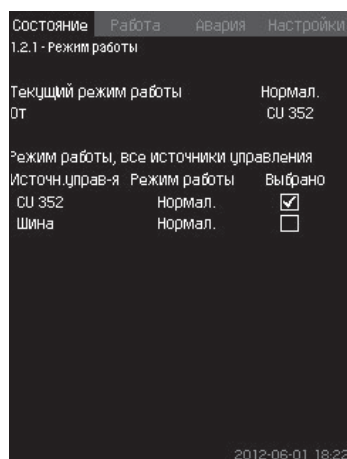 Состояние Работа Авария Настройки
1.2.1 - Режим работы
Текущий режим работы Нормал.
От CU 352
Режим работы, все источники управления
Источн.управ-я Режим работы Выбрано
CU 352 Нормал.
Шина Нормал.
2012-06-01 18:22